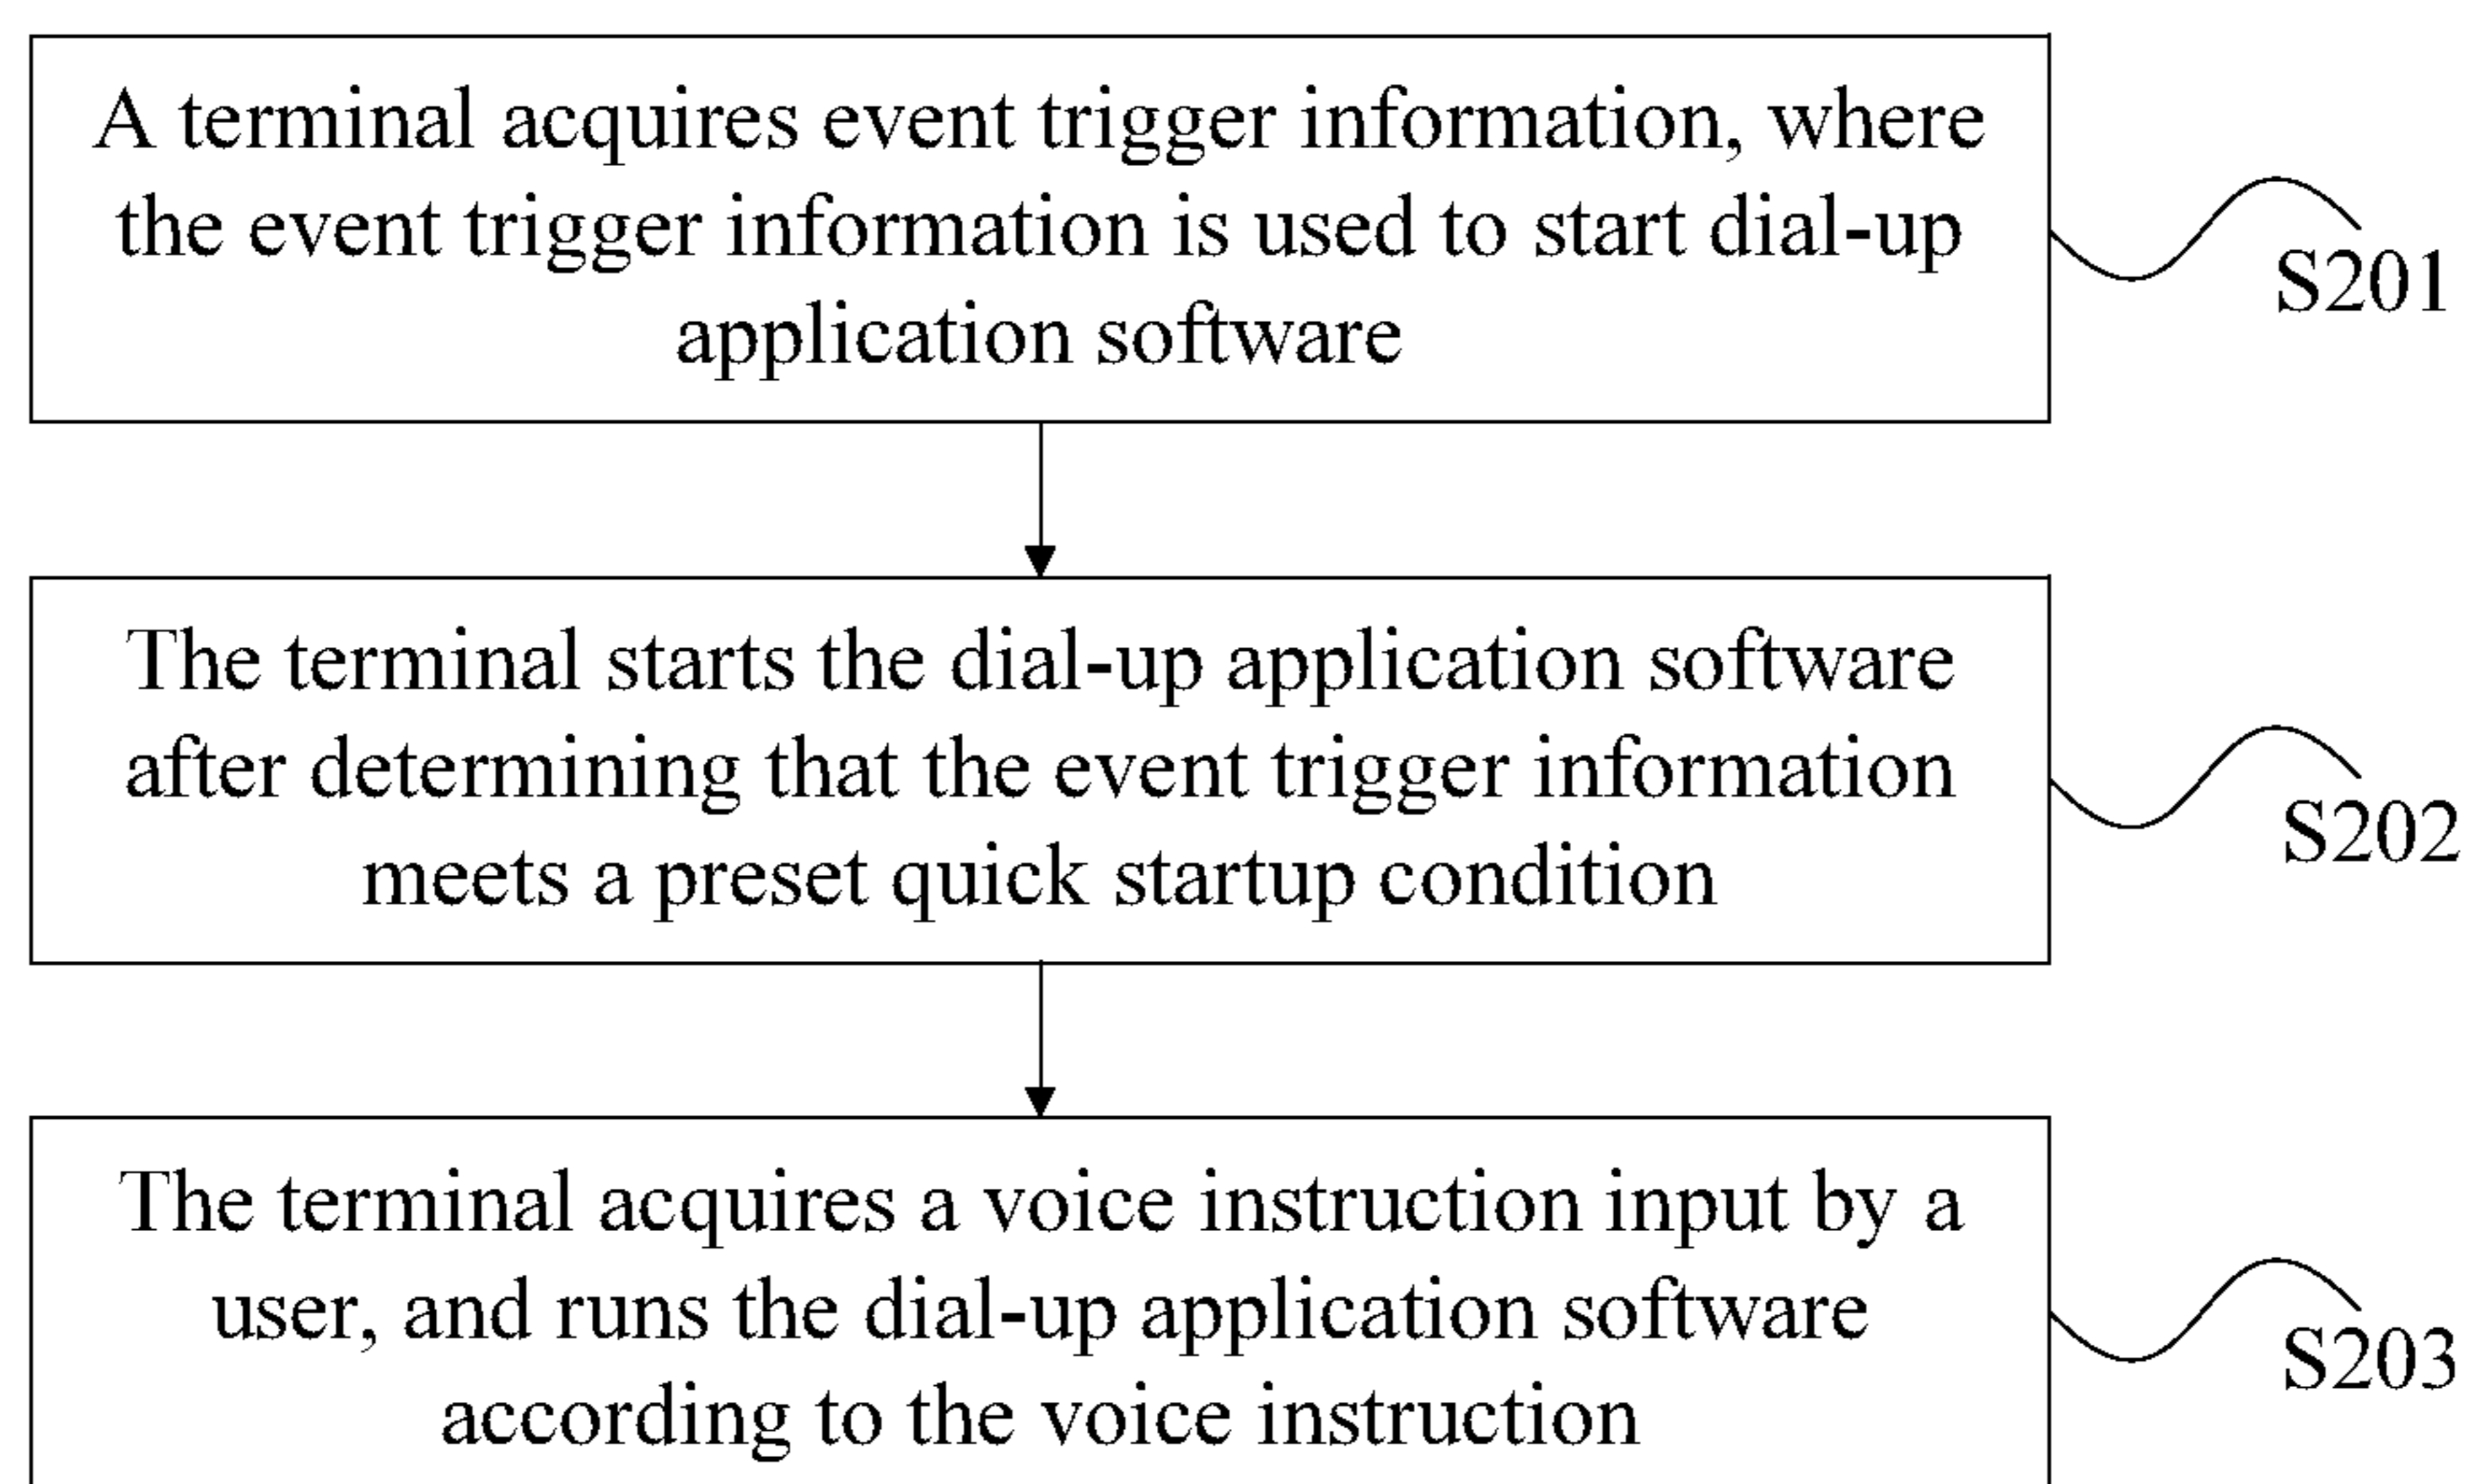 A terminal acquires event trigger information, where
the event trigger information is used to start dial-up
application software
S201
The terminal starts the dial-up application software
after determining that the event trigger information
meets a preset quick startup condition
S202
The terminal acquires a voice instruction input by a
user, and runs the dial-up application software
according to the voice instruction
S203